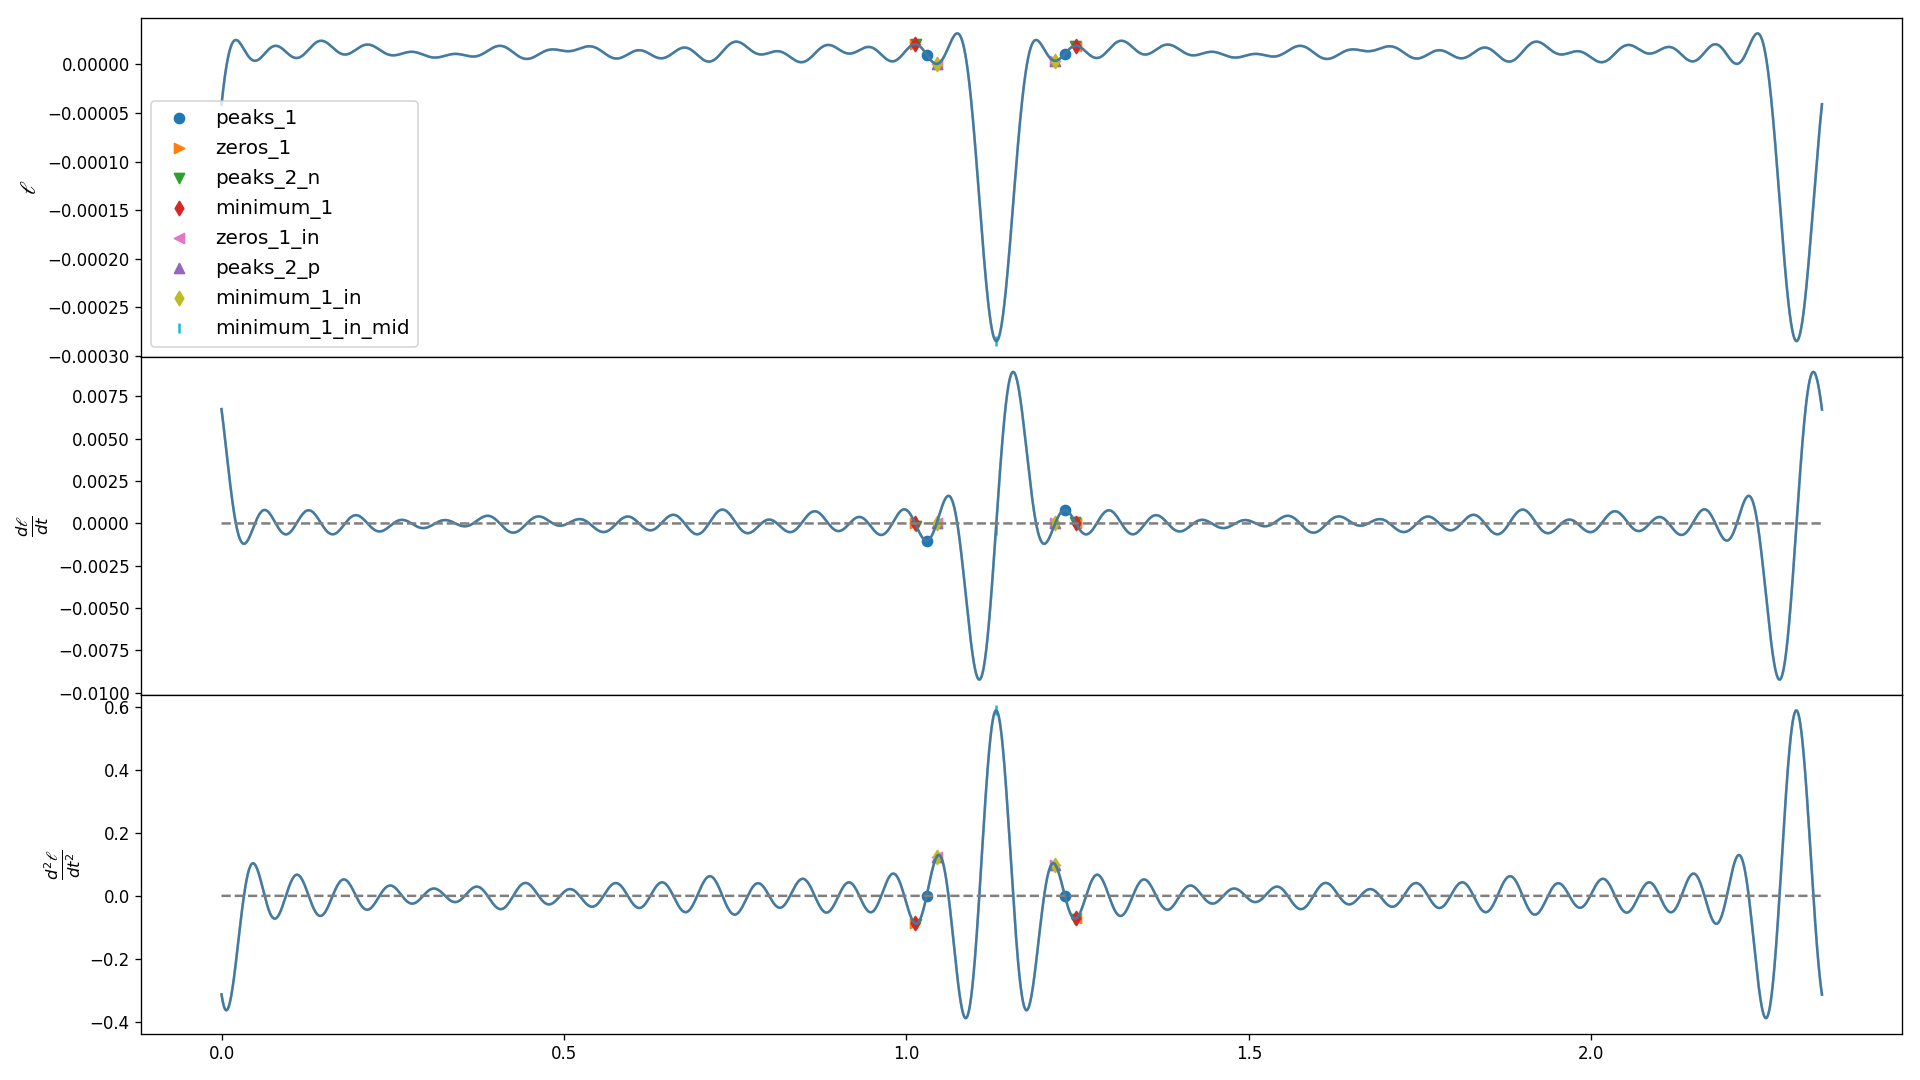 0.00000
−0.00005
−0.00010
−0.00015
−0.00020
−0.00025
−0.00030
ℓ
peaks_1
zeros_1
peaks_2_n
minimum_1
zeros_1_in
peaks_2_p
minimum_1_in
minimum_1_in_mid
0.0075
0.0050
0.0025
0.0000
−0.0025
−0.0050
−0.0075
−0.0100
dℓ
dt
0.6
0.4
0.2
0.0
−0.2
−0.4
d²ℓ
dt²
0.0 0.5 1.0 1.5 2.0